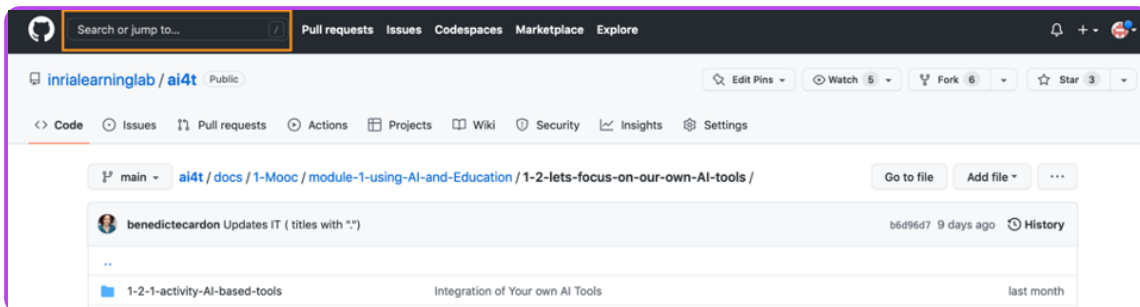 Search or jump to... / Pull requests Issues Codespaces Marketplace Explore
inrialearninglab / ai4t Public Edit Pins Watch 5 Fork 6 Star 3
<> Code Issues Pull requests Actions Projects Wiki Security Insights Settings
main ai4t / docs / 1-Mooc / module-1-using-AI-and-Education / 1-2-lets-focus-on-our-own-AI-tools / Go to file Add file ...
benedictecardon Updates IT ( titles with ".") b6d96d7 9 days ago History
..
1-2-1-activity-AI-based-tools Integration of Your own AI Tools last month